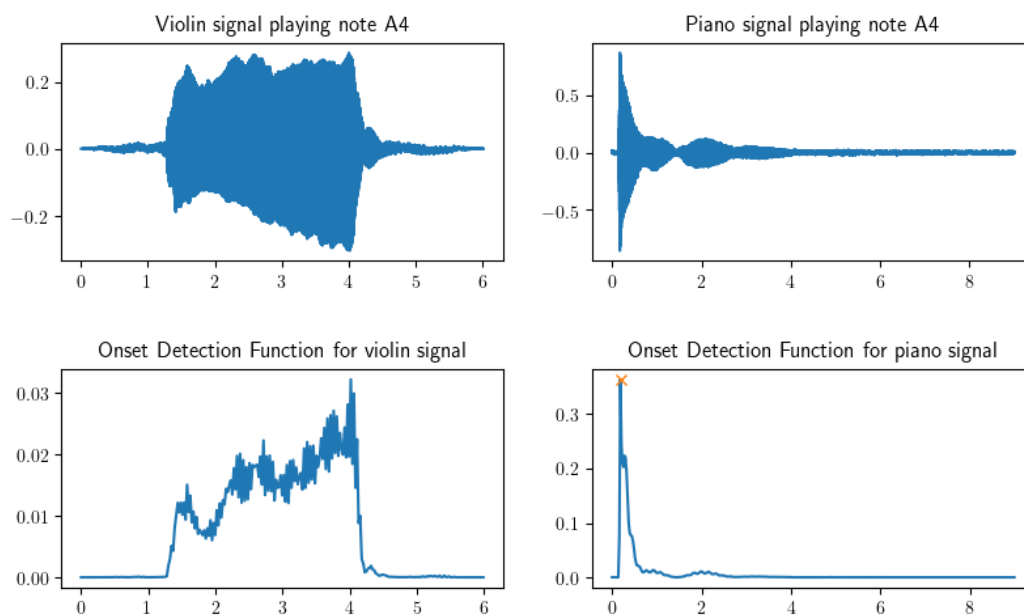 Violin signal playing note A4
0.2
0.0
−0.2
0 1 2 3 4 5 6
Piano signal playing note A4
0.5
0.0
−0.5
0 2 4 6 8
Onset Detection Function for violin signal
0.03
0.02
0.01
0.00
0 1 2 3 4 5 6
Onset Detection Function for piano signal
0.3
0.2
0.1
0.0
0 2 4 6 8